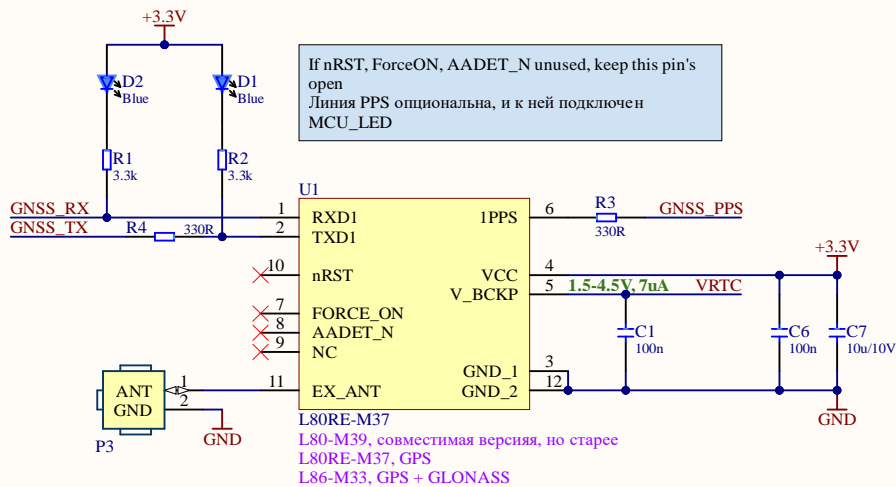 +3.3V
If nRST, ForceON, AADET_N unused, keep this pin's
open
Линия PPS опциональна, и к ней подключен
MCU_LED
D2
Blue
D1
Blue
R1
3.3k
R2
3.3k
U1
GNSS_RX
1
RXD1
1PPS
6
R3
330R
GNSS_PPS
GNSS_TX
R4
330R
2
TXD1
+3.3V
10
nRST
VCC
4
V_BCKP
5
1.5-4.5V, 7uA
VRTC
7
FORCE_ON
8
AADET_N
9
NC
C1
100n
C6
100n
C7
10u/10V
GND_1
3
GND_2
12
ANT
1
11
EX_ANT
GND
2
P3
GND
GND
L80RE-M37
L80-M39, совместимая версияя, но старее
L80RE-M37, GPS
L86-M33, GPS + GLONASS